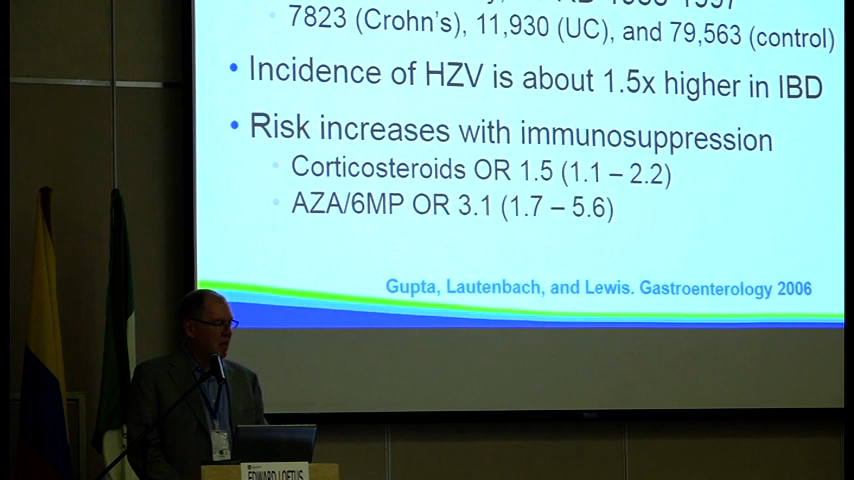 7823 (Crohn's), 11,930 (UC), and 79,563 (control)
• Incidence of HZV is about 1.5x higher in IBD
• Risk increases with immunosuppression
Corticosteroids OR 1.5 (1.1 – 2.2)
AZA/6MP OR 3.1 (1.7 – 5.6)
Gupta, Lautenbach, and Lewis. Gastroenterology 2006
EDWARD LOFTUS